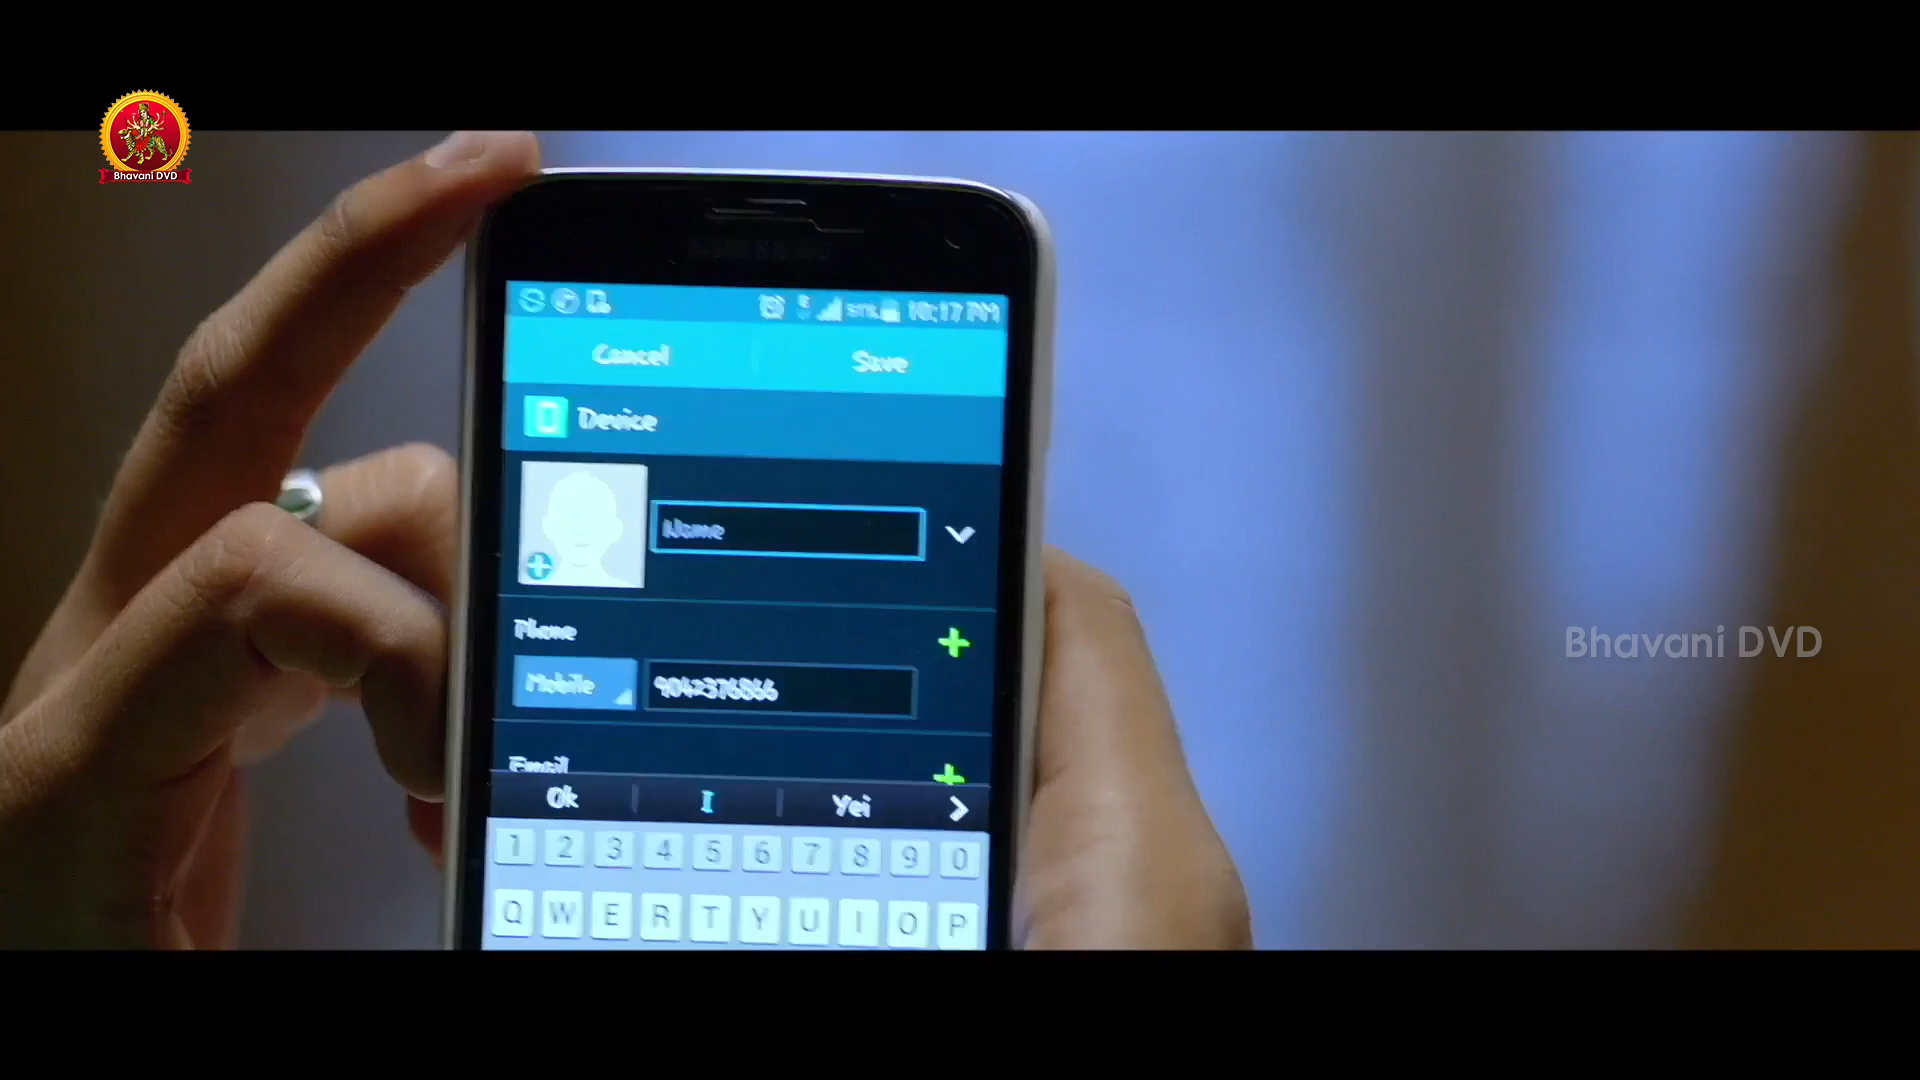 Bhavani DVD
SAMSUNG
10:17 PM
Cancel Save
Device
Name
Phone
Mobile 9042376866
Email
Ok I Yei
1 2 3 4 5 6 7 8 9 0
Q W E R T Y U I O P
Bhavani DVD